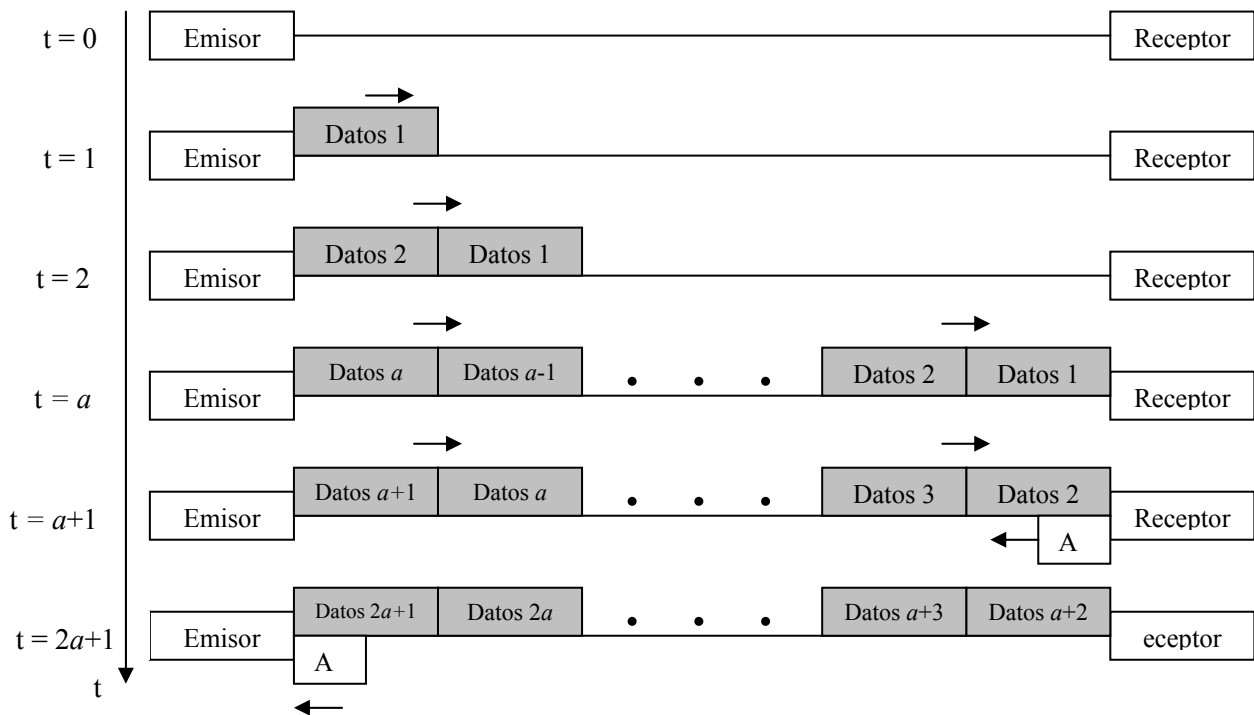 t = 0 Emisor Receptor
Datos 1
t = 1 Emisor Receptor
Datos 2 Datos 1
t = 2 Emisor Receptor
Datos a Datos a-1 • • • Datos 2 Datos 1
t = a Emisor Receptor
Datos a+1 Datos a • • • Datos 3 Datos 2
t = a+1 Emisor Receptor
A
Datos 2a+1 Datos 2a • • • Datos a+3 Datos a+2
t = 2a+1 Emisor eceptor
A
t